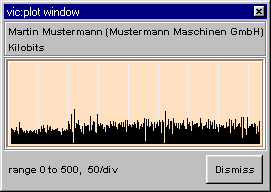 vic:plot window
Martin Mustermann (Mustermann Maschinen GmbH)
Kilobits
range 0 to 500, 50/div
Dismiss